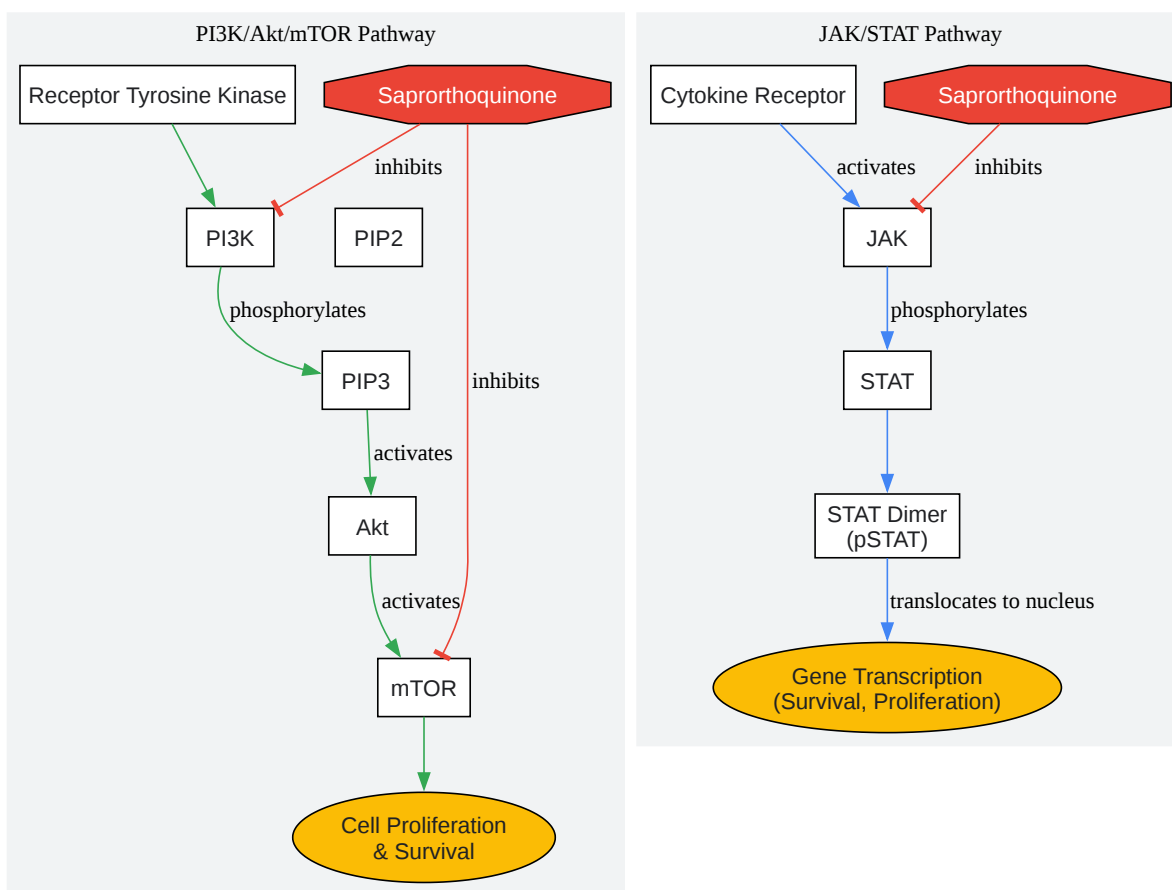 PI3K/Akt/mTOR Pathway
Receptor Tyrosine Kinase
Saprorthoquinone
inhibits
PI3K
PIP2
phosphorylates
PIP3
inhibits
activates
Akt
activates
mTOR
Cell Proliferation
& Survival
JAK/STAT Pathway
Cytokine Receptor
Saprorthoquinone
activates
inhibits
JAK
phosphorylates
STAT
STAT Dimer
(pSTAT)
translocates to nucleus
Gene Transcription
(Survival, Proliferation)